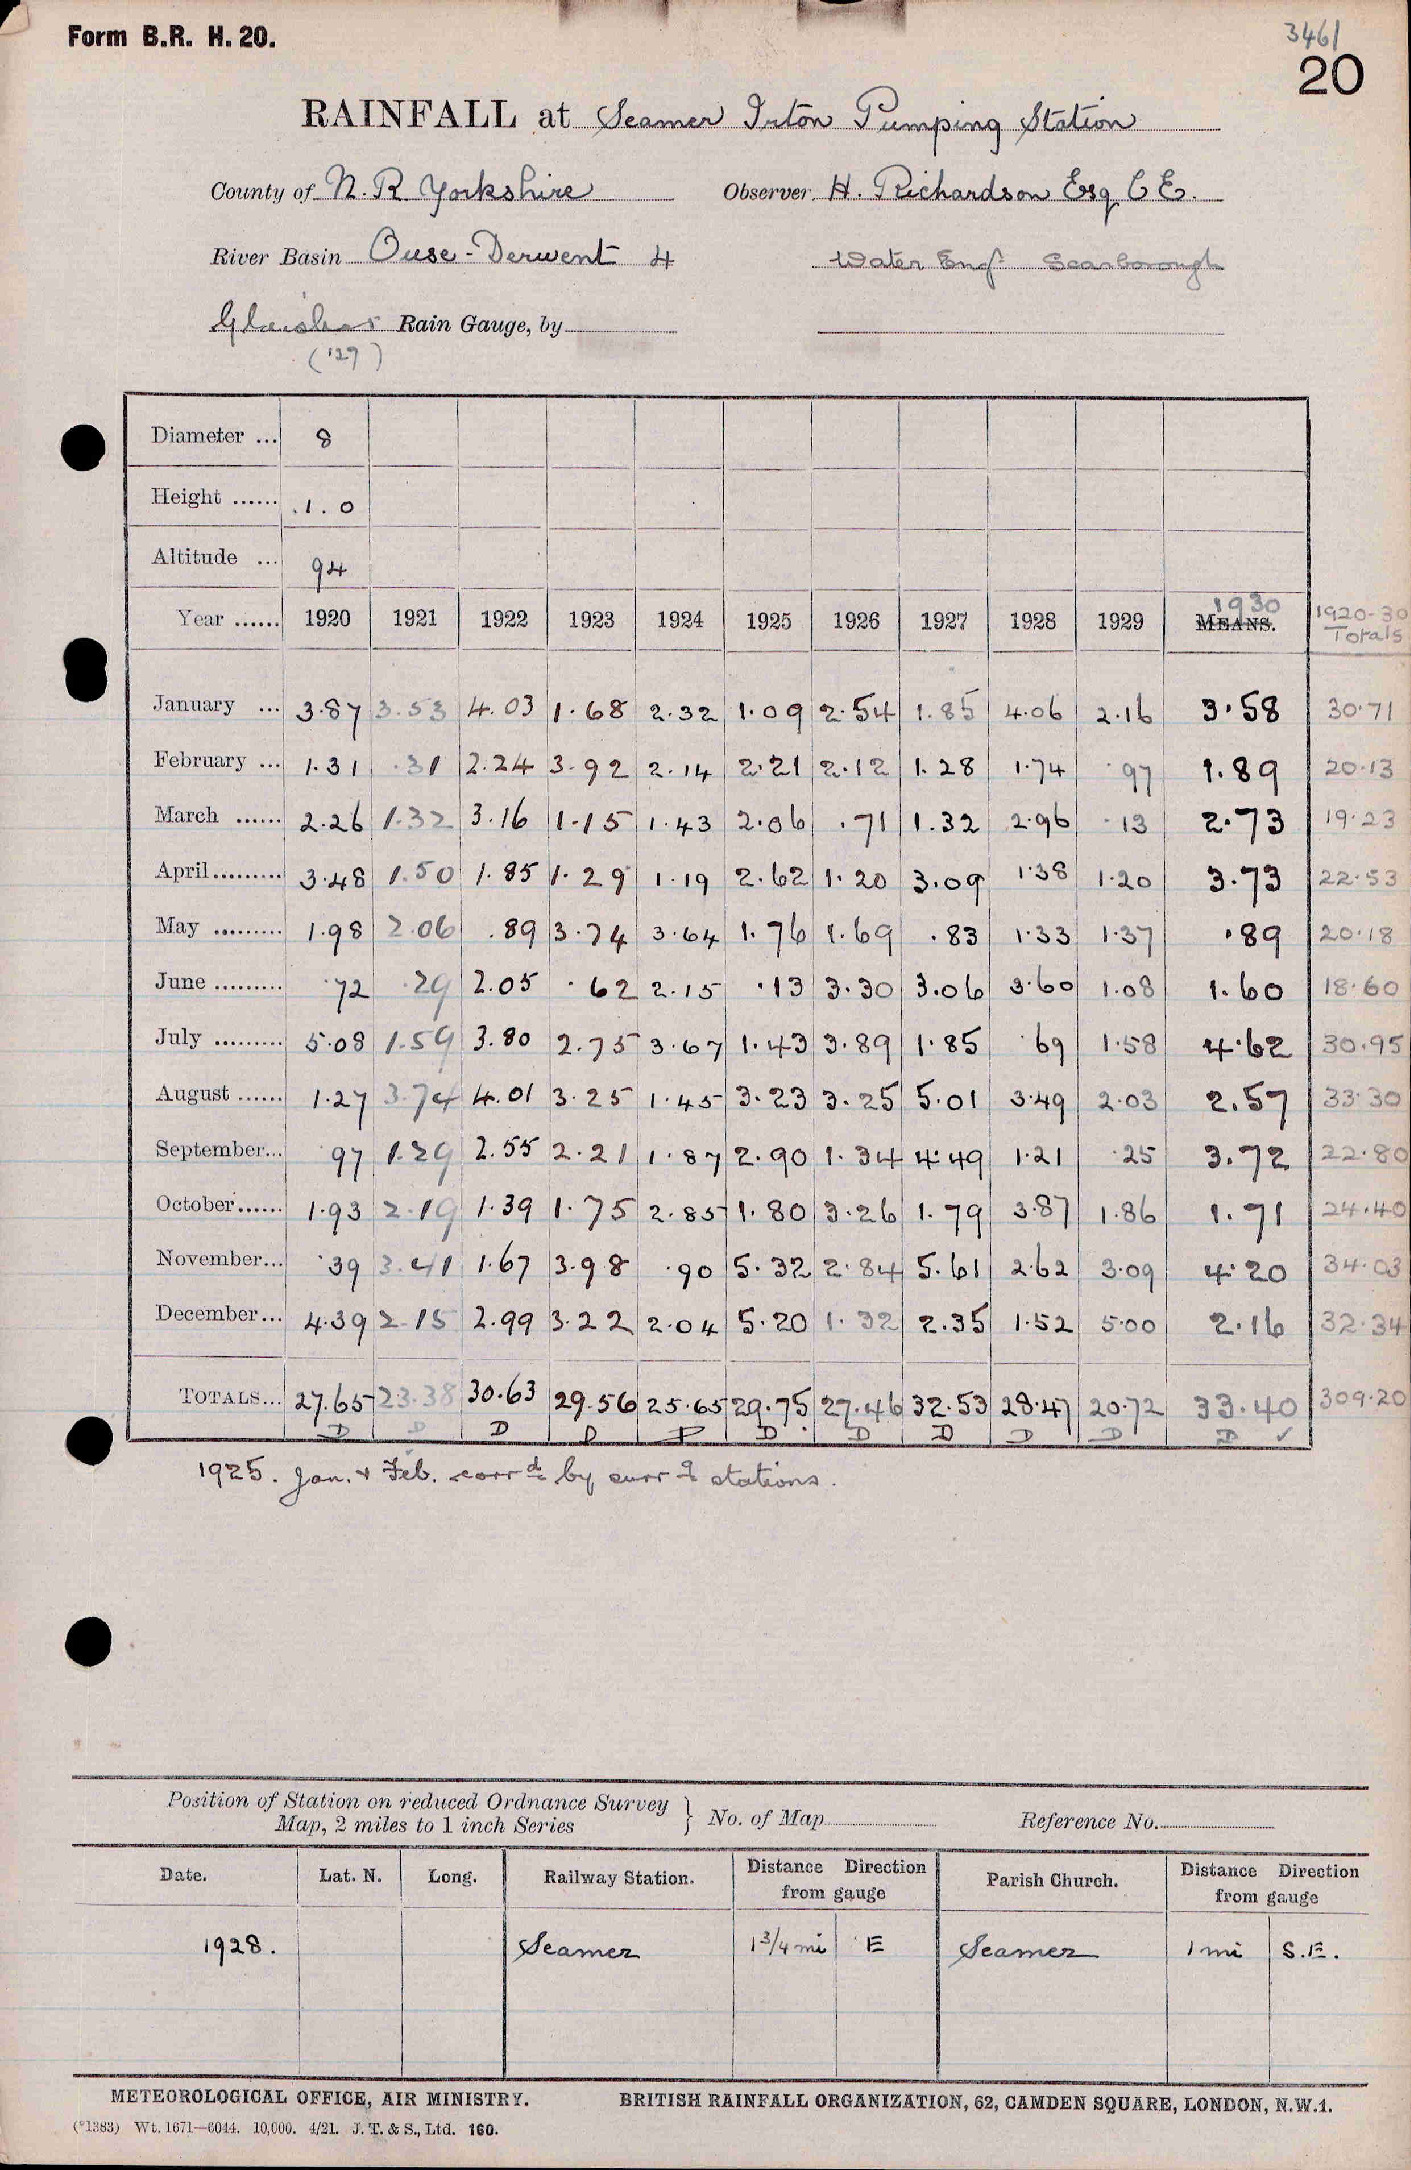 Form B.R. H. 20.
3461
20
RAINFALL at Seamer Irton Pumping Station
County of N. R. Yorkshire Observer H. Richardson Esq C E.
River Basin Ouse - Derwent 4 Water Engr Scarborough
Glaisher Rain Gauge, by
('29)
Diameter ... 8
Height ...... 1.0
Altitude ... 94
Year ...... 1920 1921 1922 1923 1924 1925 1926 1927 1928 1929 MEANS. 1930 1920-30 Totals
January ... 3.87 3.53 4.03 1.68 2.32 1.09 2.54 1.85 4.06 2.16 3.58 30.71
February ... 1.31 .31 2.24 3.92 2.14 2.21 2.12 1.28 1.74 .97 1.89 20.13
March ...... 2.26 1.32 3.16 1.15 1.43 2.06 .71 1.32 2.96 .13 2.73 19.23
April......... 3.48 1.50 1.85 1.29 1.19 2.62 1.20 3.09 1.38 1.20 3.73 22.53
May ......... 1.98 2.06 .89 3.74 3.64 1.76 1.69 .83 1.33 1.37 .89 20.18
June ......... .72 .29 2.05 .62 2.15 .13 3.30 3.06 3.60 1.08 1.60 18.60
July ......... 5.08 1.59 3.80 2.75 3.67 1.43 3.89 1.85 .69 1.58 4.62 30.95
August ...... 1.27 3.74 4.01 3.25 1.45 3.23 3.25 5.01 3.49 2.03 2.57 33.30
September... .97 1.29 2.55 2.21 1.87 2.90 1.34 4.49 1.21 .25 3.72 22.80
October...... 1.93 2.19 1.39 1.75 2.85 1.80 3.26 1.79 3.87 1.86 1.71 24.40
November... .39 3.41 1.67 3.98 .90 5.32 2.84 5.61 2.62 3.09 4.20 34.03
December... 4.39 2.15 2.99 3.22 2.04 5.20 1.32 2.35 1.52 5.00 2.16 32.34
TOTALS... 27.65 23.38 30.63 29.56 25.65 29.75 27.46 32.53 28.47 20.72 33.40 309.20
D D D D D D D D D D D ✓
1925. Jan. & Feb. corrd by surrg stations.
Position of Station on reduced Ordnance Survey
Map, 2 miles to 1 inch Series } No. of Map Reference No.
Date. Lat. N. Long. Railway Station. Distance Direction from gauge Parish Church. Distance Direction from gauge
1928. Seamer 1 3/4 mi E Seamer 1 mi S.E.
METEOROLOGICAL OFFICE, AIR MINISTRY. BRITISH RAINFALL ORGANIZATION, 62, CAMDEN SQUARE, LONDON, N.W.1.
(*1383) Wt. 1671—6044. 10,000. 4/21. J. T. & S., Ltd. 160.